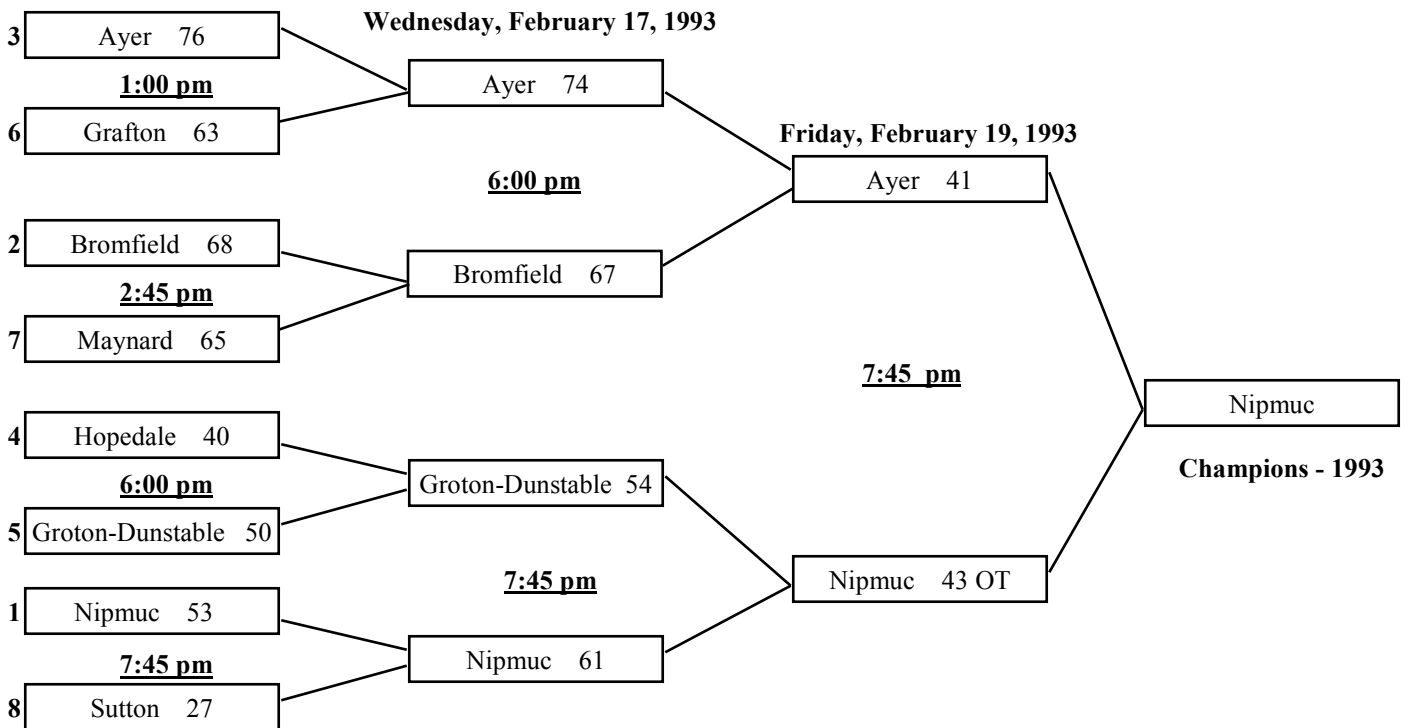 Wednesday, February 17, 1993
3 Ayer 76
1:00 pm
6 Grafton 63
Ayer 74
6:00 pm
Friday, February 19, 1993
Ayer 41
2 Bromfield 68
2:45 pm
7 Maynard 65
Bromfield 67
7:45 pm
Nipmuc
Champions - 1993
4 Hopedale 40
6:00 pm
5 Groton-Dunstable 50
Groton-Dunstable 54
7:45 pm
Nipmuc 43 OT
1 Nipmuc 53
7:45 pm
8 Sutton 27
Nipmuc 61